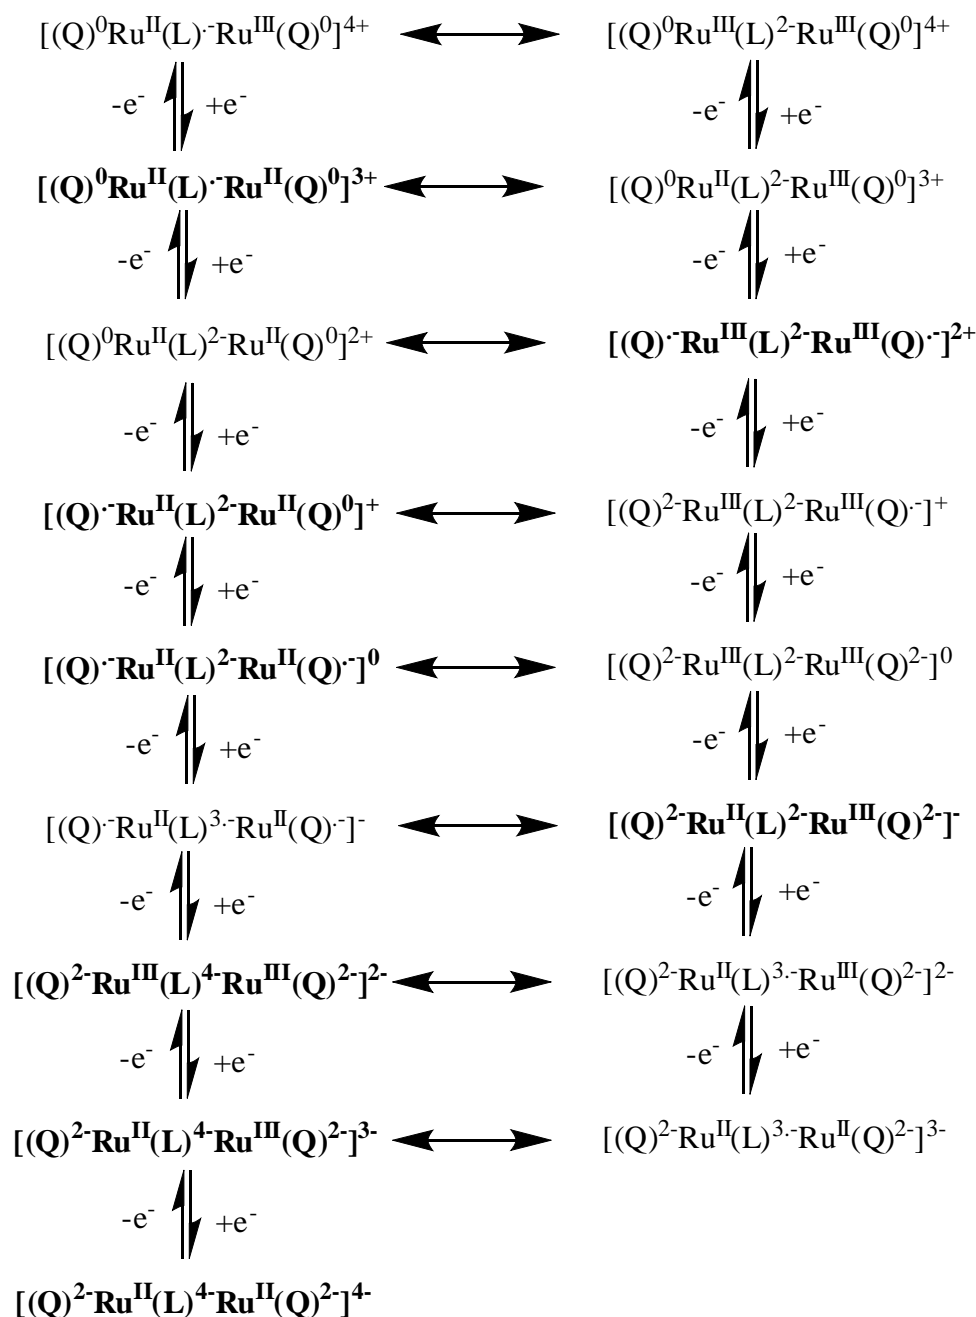 [(Q)⁰Ruᴵᴵ(L)·⁻Ruᴵᴵᴵ(Q)⁰]⁴⁺ [(Q)⁰Ruᴵᴵᴵ(L)²⁻Ruᴵᴵᴵ(Q)⁰]⁴⁺
-e⁻ +e⁻ -e⁻ +e⁻
[(Q)⁰Ruᴵᴵ(L)·⁻Ruᴵᴵ(Q)⁰]³⁺ [(Q)⁰Ruᴵᴵ(L)²⁻Ruᴵᴵᴵ(Q)⁰]³⁺
-e⁻ +e⁻ -e⁻ +e⁻
[(Q)⁰Ruᴵᴵ(L)²⁻Ruᴵᴵ(Q)⁰]²⁺ [(Q)·⁻Ruᴵᴵᴵ(L)²⁻Ruᴵᴵᴵ(Q)·⁻]²⁺
-e⁻ +e⁻ -e⁻ +e⁻
[(Q)·⁻Ruᴵᴵ(L)²⁻Ruᴵᴵ(Q)⁰]⁺ [(Q)²⁻Ruᴵᴵᴵ(L)²⁻Ruᴵᴵᴵ(Q)·⁻]⁺
-e⁻ +e⁻ -e⁻ +e⁻
[(Q)·⁻Ruᴵᴵ(L)²⁻Ruᴵᴵ(Q)·⁻]⁰ [(Q)²⁻Ruᴵᴵᴵ(L)²⁻Ruᴵᴵᴵ(Q)²⁻]⁰
-e⁻ +e⁻ -e⁻ +e⁻
[(Q)·⁻Ruᴵᴵ(L)³·⁻Ruᴵᴵ(Q)·⁻]⁻ [(Q)²⁻Ruᴵᴵ(L)²⁻Ruᴵᴵᴵ(Q)²⁻]⁻
-e⁻ +e⁻ -e⁻ +e⁻
[(Q)²⁻Ruᴵᴵᴵ(L)⁴⁻Ruᴵᴵᴵ(Q)²⁻]²⁻ [(Q)²⁻Ruᴵᴵ(L)³·⁻Ruᴵᴵᴵ(Q)²⁻]²⁻
-e⁻ +e⁻ -e⁻ +e⁻
[(Q)²⁻Ruᴵᴵ(L)⁴⁻Ruᴵᴵᴵ(Q)²⁻]³⁻ [(Q)²⁻Ruᴵᴵ(L)³·⁻Ruᴵᴵ(Q)²⁻]³⁻
-e⁻ +e⁻
[(Q)²⁻Ruᴵᴵ(L)⁴⁻Ruᴵᴵ(Q)²⁻]⁴⁻